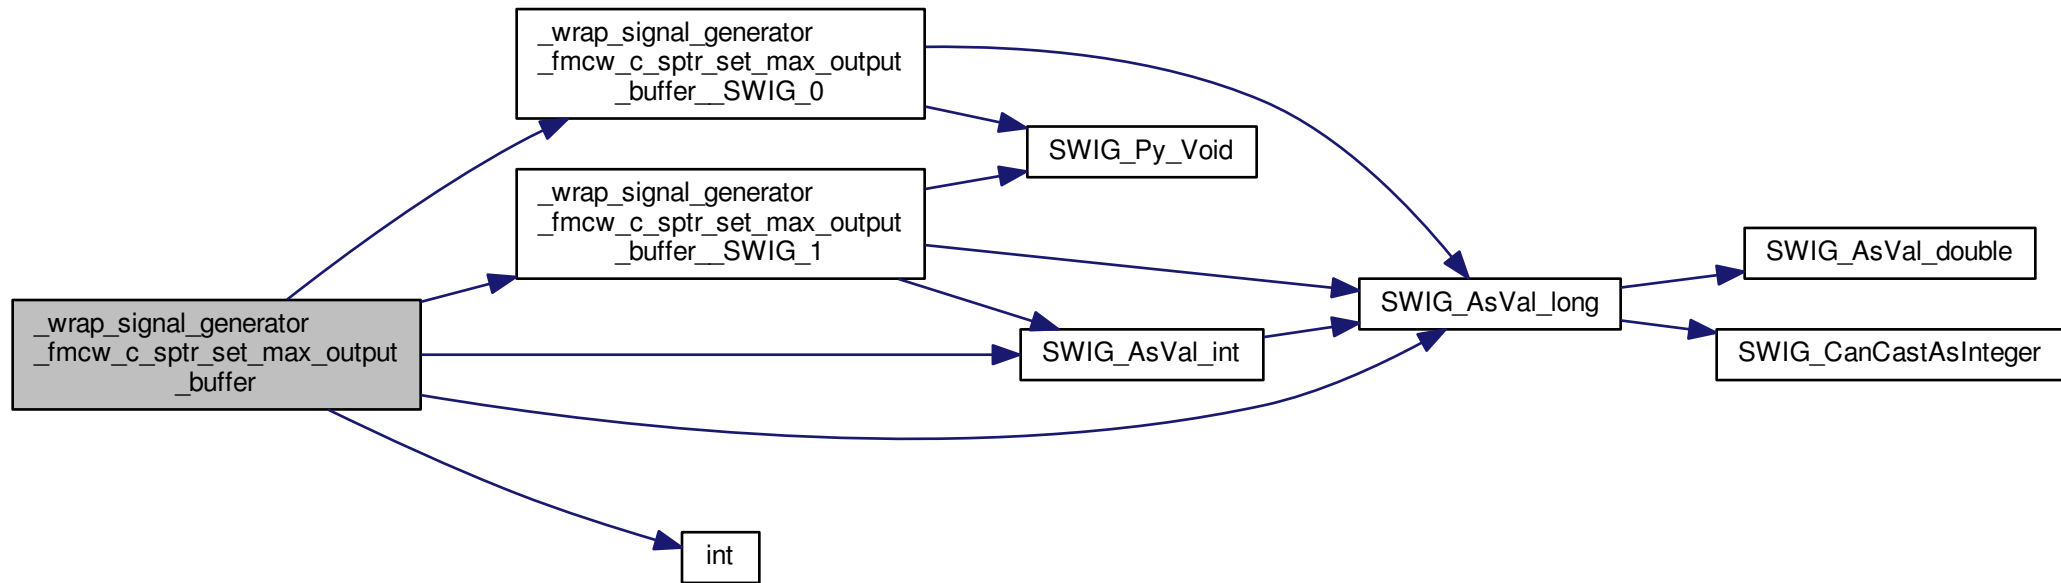 _wrap_signal_generator
_fmcw_c_sptr_set_max_output
_buffer__SWIG_0
SWIG_Py_Void
_wrap_signal_generator
_fmcw_c_sptr_set_max_output
_buffer__SWIG_1
SWIG_AsVal_double
SWIG_AsVal_long
_wrap_signal_generator
_fmcw_c_sptr_set_max_output
_buffer
SWIG_AsVal_int
SWIG_CanCastAsInteger
int